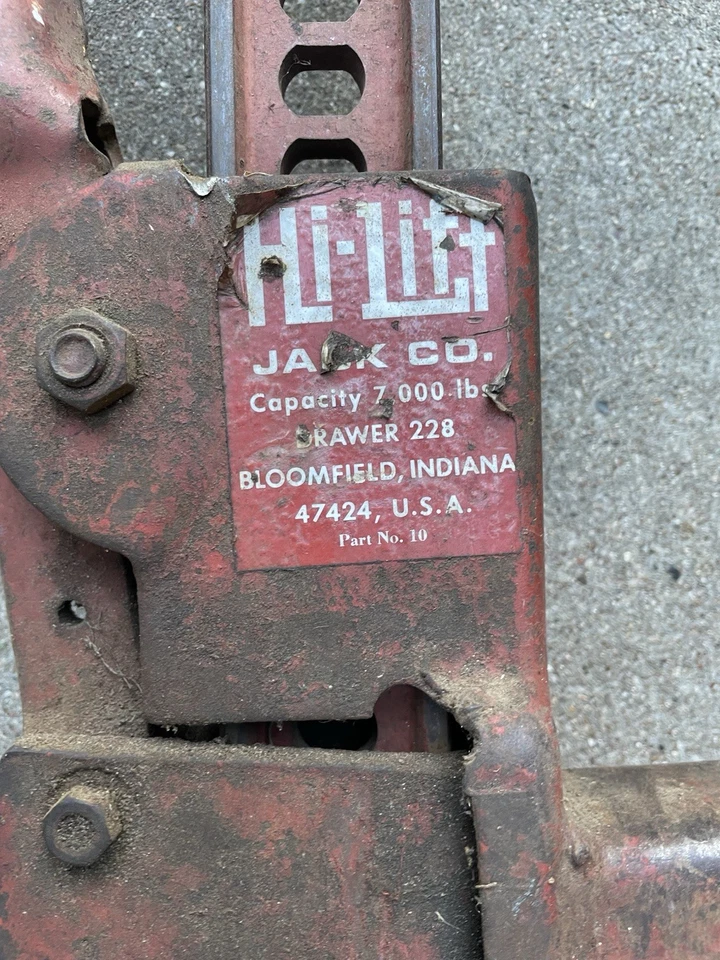 Hi-Lift
JACK CO.
Capacity 7,000 lbs
DRAWER 228
BLOOMFIELD, INDIANA
47424, U.S.A.
Part No. 10